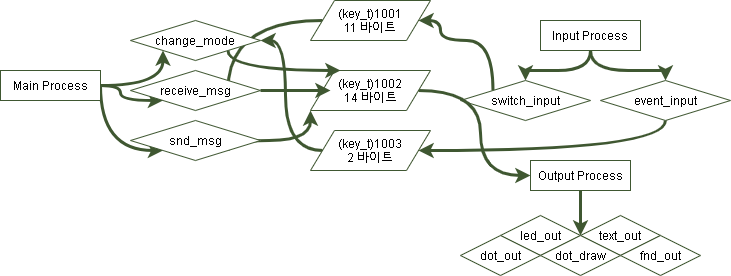 (key_t)1001
11 바이트
change_mode
Input Process
Main Process
receive_msg
(key_t)1002
14 바이트
switch_input
event_input
snd_msg
(key_t)1003
2 바이트
Output Process
led_out
text_out
dot_out
dot_draw
fnd_out